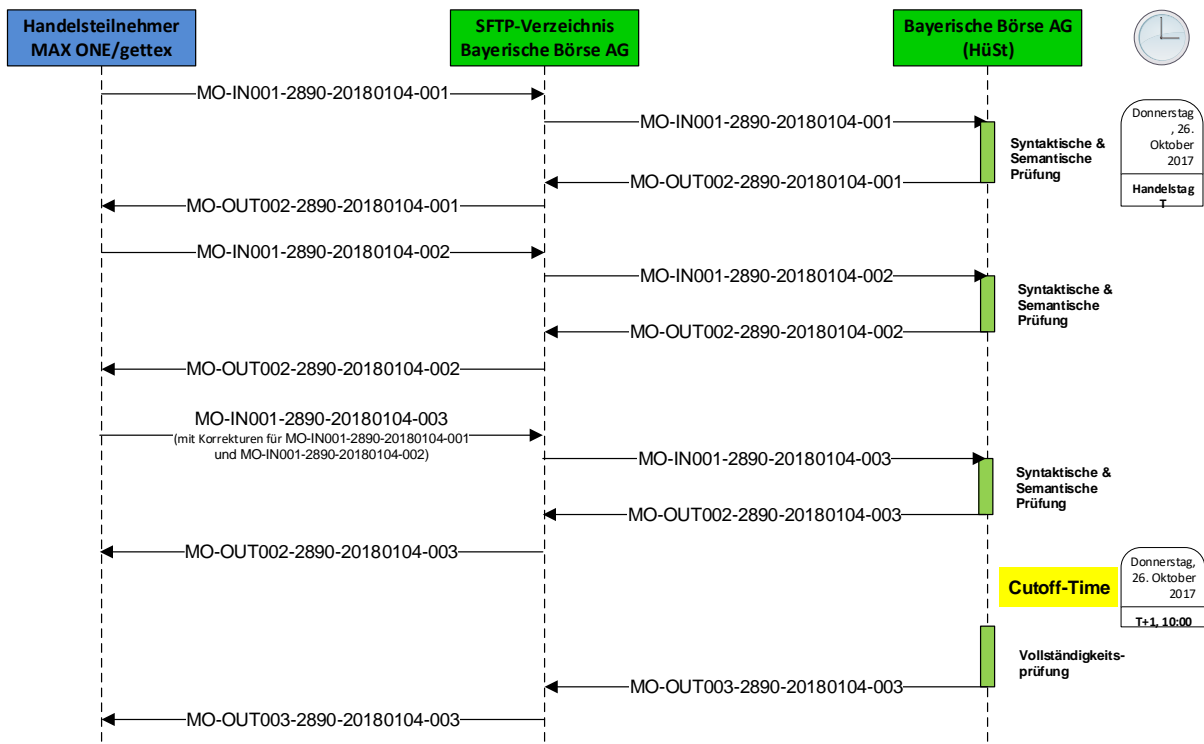 Handelsteilnehmer
MAX ONE/gettex
SFTP-Verzeichnis
Bayerische Börse AG
Bayerische Börse AG
(HüSt)
MO-IN001-2890-20180104-001
MO-IN001-2890-20180104-001
Donnerstag
, 26.
Oktober
2017
Handelstag
T
Syntaktische &
Semantische
Prüfung
MO-OUT002-2890-20180104-001
MO-OUT002-2890-20180104-001
MO-IN001-2890-20180104-002
MO-IN001-2890-20180104-002
Syntaktische &
Semantische
Prüfung
MO-OUT002-2890-20180104-002
MO-OUT002-2890-20180104-002
MO-IN001-2890-20180104-003
(mit Korrekturen für MO-IN001-2890-20180104-001
und MO-IN001-2890-20180104-002)
MO-IN001-2890-20180104-003
Syntaktische &
Semantische
Prüfung
MO-OUT002-2890-20180104-003
MO-OUT002-2890-20180104-003
Cutoff-Time
Donnerstag,
26. Oktober
2017
T+1, 10:00
Vollständigkeits-
prüfung
MO-OUT003-2890-20180104-003
MO-OUT003-2890-20180104-003